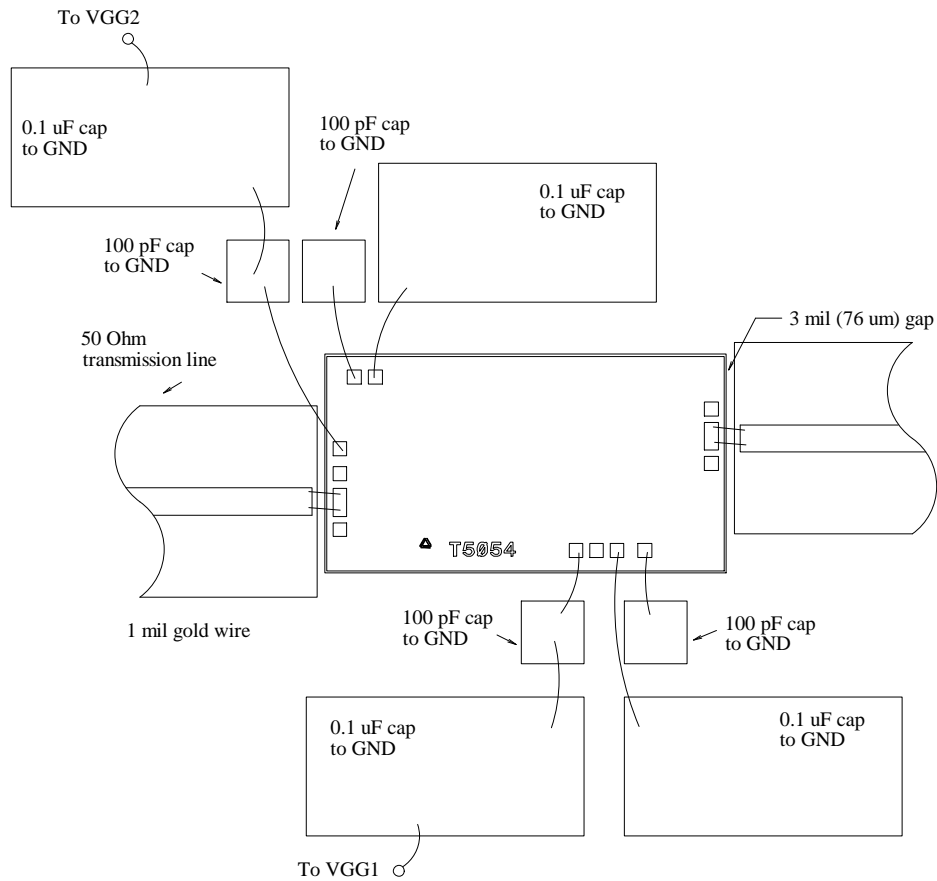 To VGG2
0.1 uF cap
to GND
100 pF cap
to GND
0.1 uF cap
to GND
100 pF cap
to GND
3 mil (76 um) gap
50 Ohm
transmission line
T5054
1 mil gold wire
100 pF cap
to GND
100 pF cap
to GND
0.1 uF cap
to GND
0.1 uF cap
to GND
To VGG1